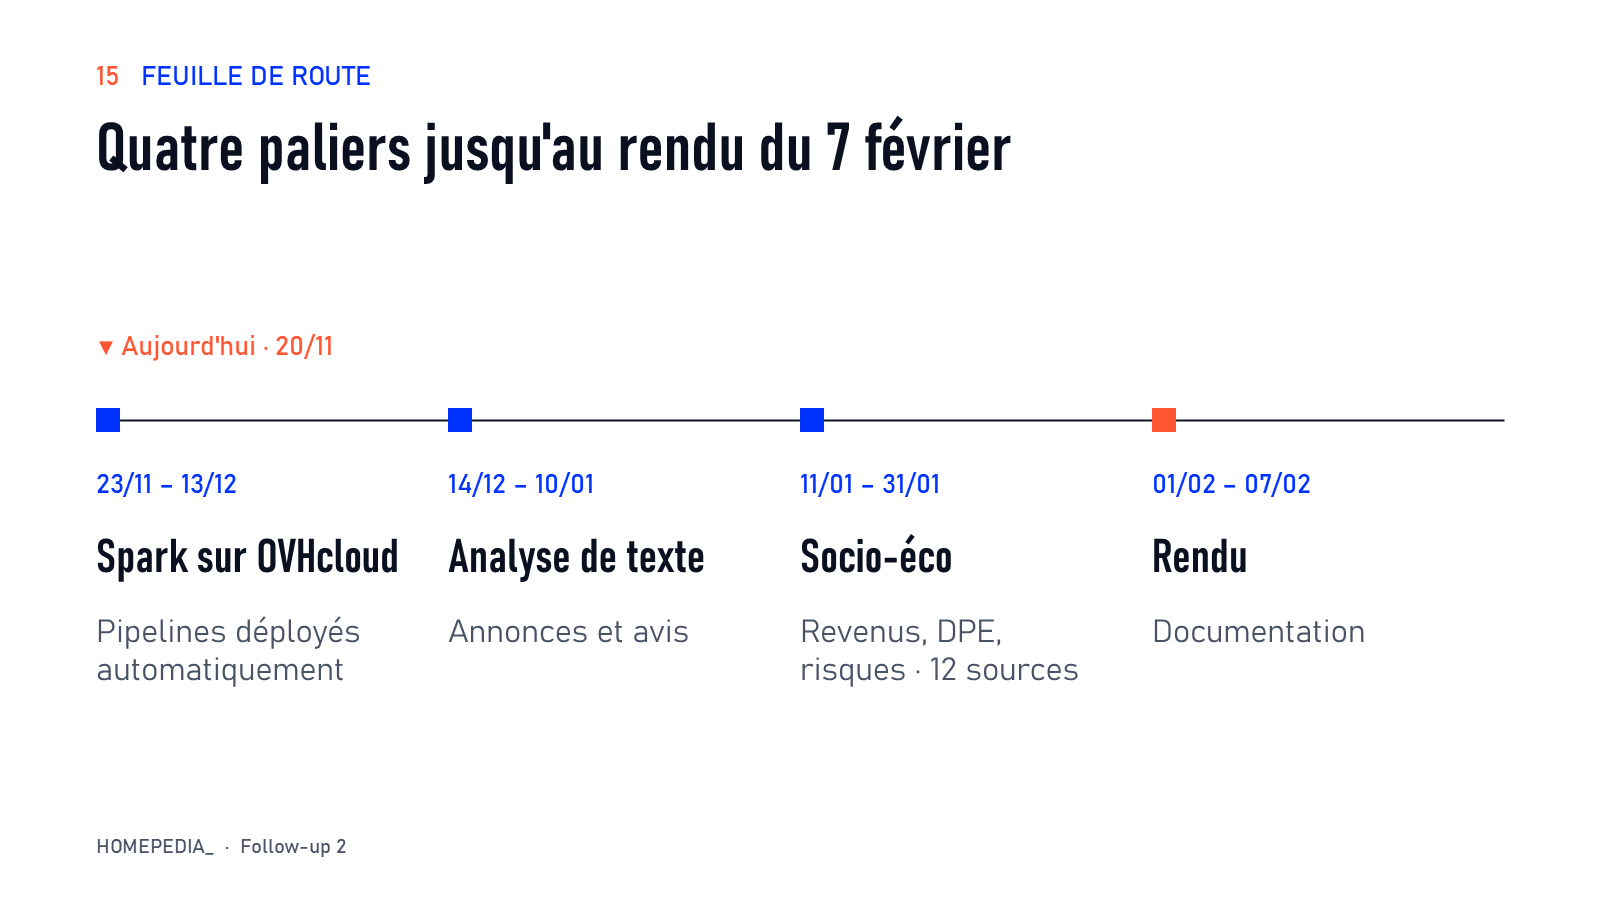 15 FEUILLE DE ROUTE
Quatre paliers jusqu'au rendu du 7 février
▼ Aujourd'hui · 20/11
23/11 – 13/12
Spark sur OVHcloud
Pipelines déployés
automatiquement
14/12 – 10/01
Analyse de texte
Annonces et avis
11/01 – 31/01
Socio-éco
Revenus, DPE,
risques · 12 sources
01/02 – 07/02
Rendu
Documentation
HOMEPEDIA_ · Follow-up 2